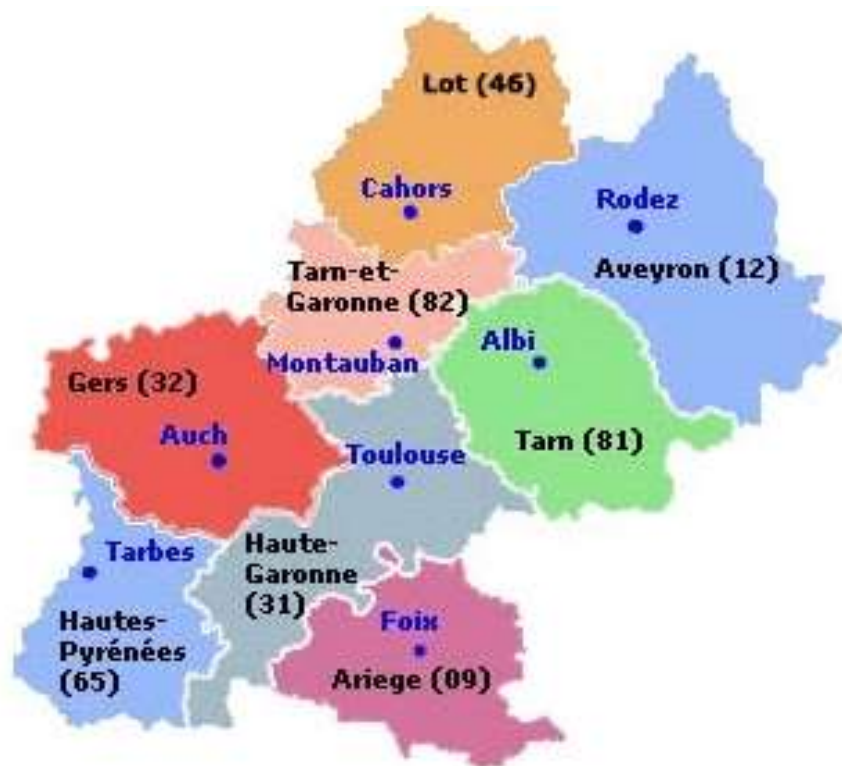 Lot (46)
Cahors
Rodez
Aveyron (12)
Tarn-et-
Garonne (82)
Montauban
Albi
Gers (32)
Auch
Toulouse
Tarn (81)
Tarbes
Haute-
Garonne
(31)
Hautes-
Pyrénées
(65)
Foix
Ariege (09)